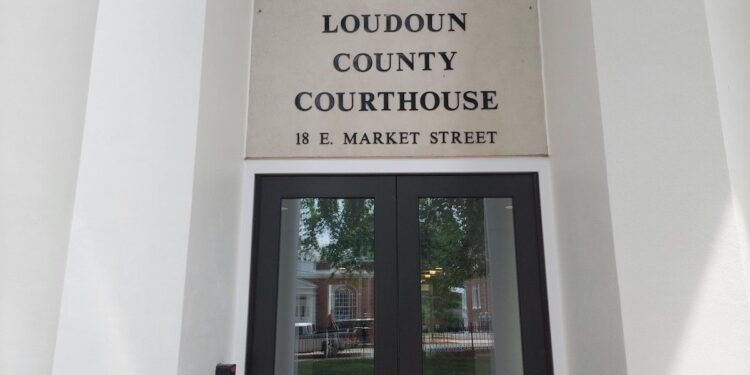 LOUDOUN
COUNTY
COURTHOUSE
18 E. MARKET STREET